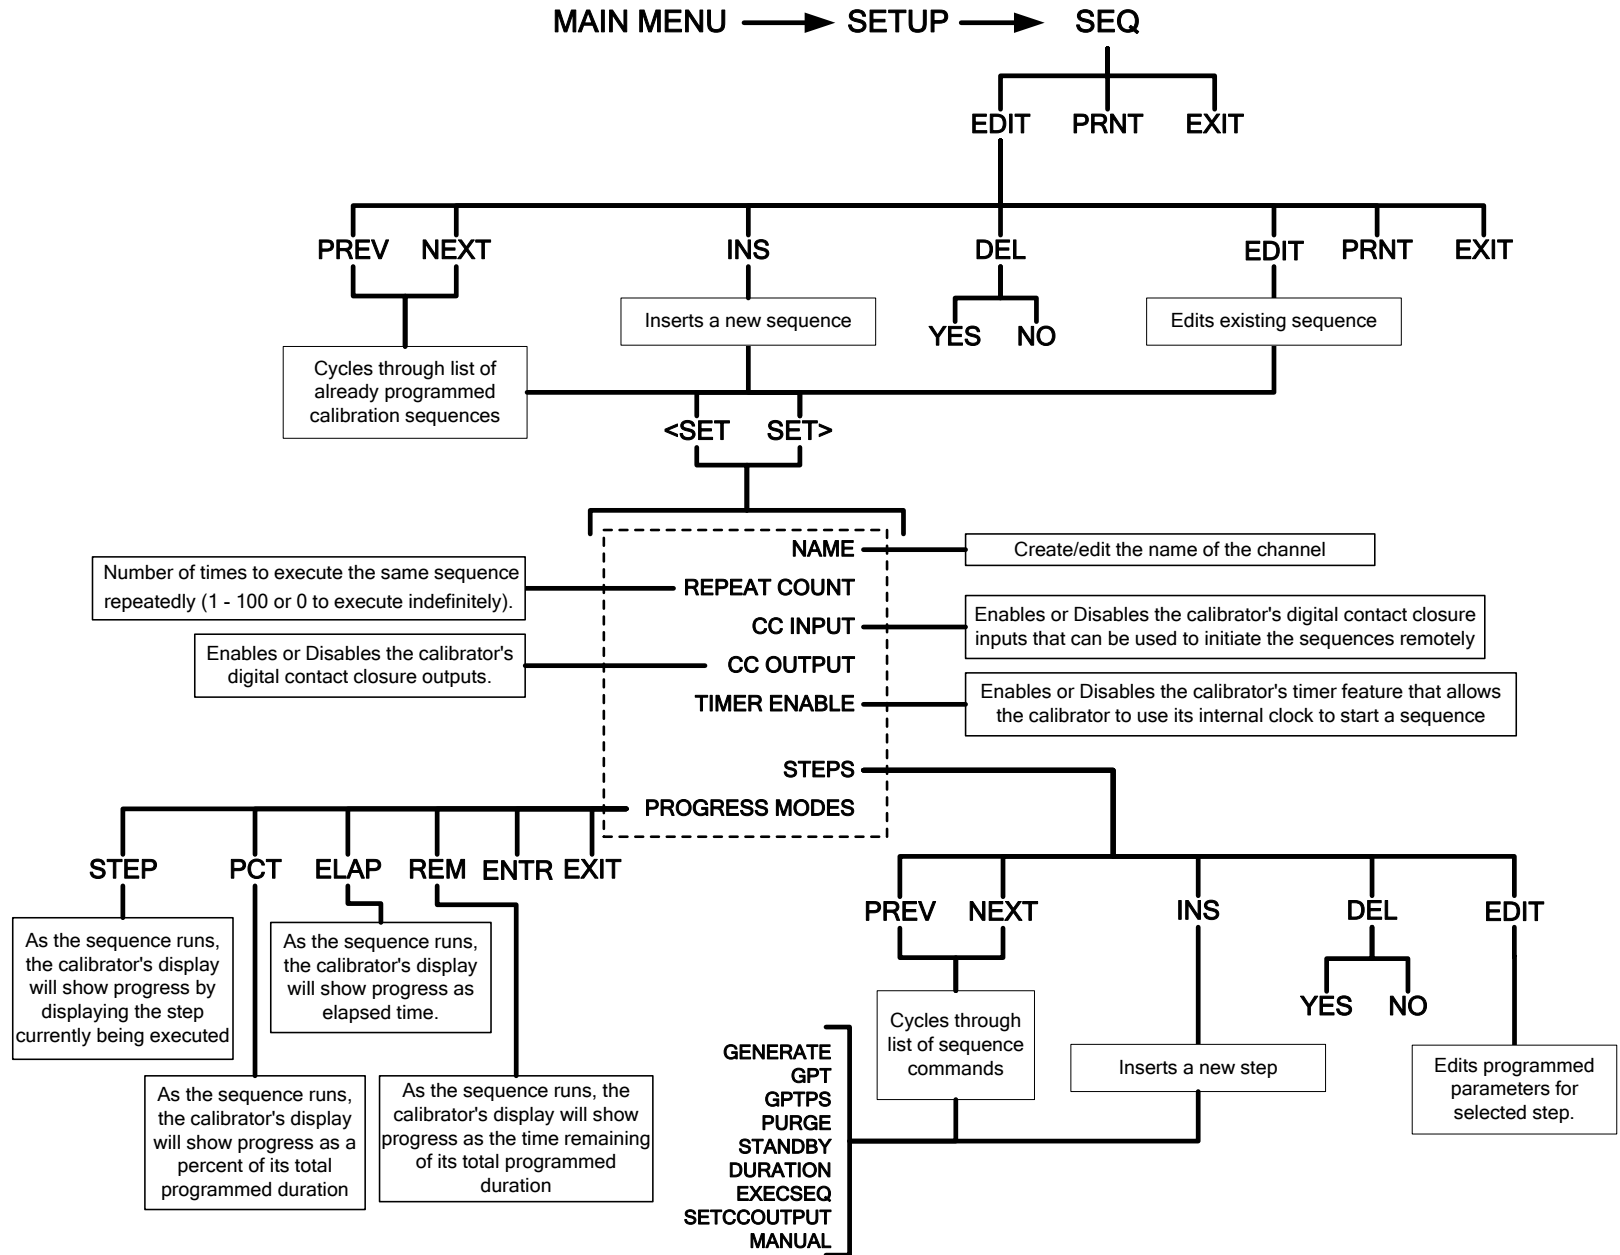 MAIN MENU SETUP SEQ
EDIT PRNT EXIT
PREV NEXT INS DEL EDIT PRNT EXIT
Inserts a new sequence
YES NO
Edits existing sequence
Cycles through list of
already programmed
calibration sequences
<SET SET>
NAME
Create/edit the name of the channel
Number of times to execute the same sequence
repeatedly (1 - 100 or 0 to execute indefinitely).
REPEAT COUNT
CC INPUT
Enables or Disables the calibrator's digital contact closure
inputs that can be used to initiate the sequences remotely
Enables or Disables the calibrator's
digital contact closure outputs.
CC OUTPUT
TIMER ENABLE
Enables or Disables the calibrator's timer feature that allows
the calibrator to use its internal clock to start a sequence
STEPS
PROGRESS MODES
STEP PCT ELAP REM ENTR EXIT
As the sequence runs,
the calibrator's display
will show progress by
displaying the step
currently being executed
As the sequence runs,
the calibrator's display
will show progress as
elapsed time.
As the sequence runs,
the calibrator's display
will show progress as a
percent of its total
programmed duration
As the sequence runs, the
calibrator's display will show
progress as the time remaining
of its total programmed
duration
PREV NEXT INS DEL EDIT
YES NO
Cycles through
list of sequence
commands
Inserts a new step
Edits programmed
parameters for
selected step.
GENERATE
GPT
GPTPS
PURGE
STANDBY
DURATION
EXECSEQ
SETCCOUTPUT
MANUAL